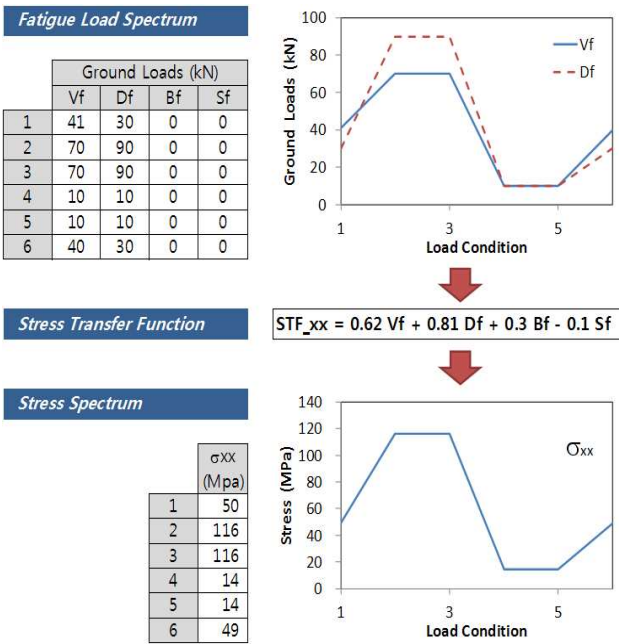 Fatigue Load Spectrum
Ground Loads (kN)
Vf Df Bf Sf
1 41 30 0 0
2 70 90 0 0
3 70 90 0 0
4 10 10 0 0
5 10 10 0 0
6 40 30 0 0
Ground Loads (kN)
100
80
60
40
20
0
1 3 5
Load Condition
Vf
Df
Stress Transfer Function
STF_xx = 0.62 Vf + 0.81 Df + 0.3 Bf - 0.1 Sf
Stress Spectrum
σxx
(Mpa)
1 50
2 116
3 116
4 14
5 14
6 49
Stress (MPa)
140
120
100
80
60
40
20
0
1 3 5
Load Condition
σxx